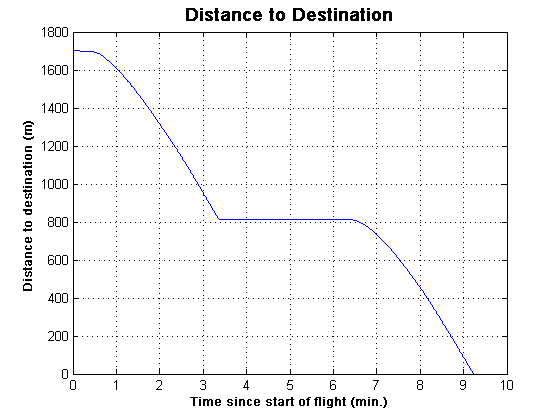 Distance to Destination
1800
1600
1400
1200
1000
800
600
400
200
0
Distance to destination (m)
0 1 2 3 4 5 6 7 8 9 10
Time since start of flight (min.)